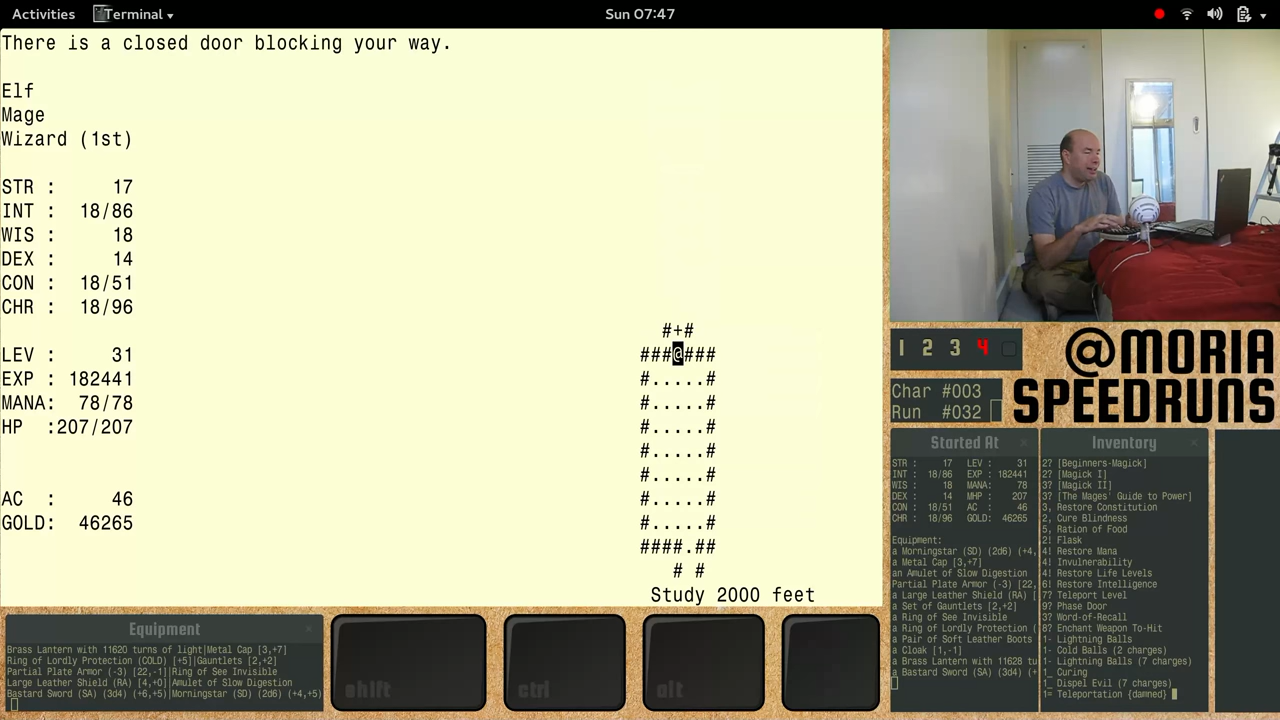 Activities Terminal Sun 07:47
There is a closed door blocking your way.
Elf
Mage
Wizard (1st)
STR : 17
INT : 18/86
WIS : 18
DEX : 14
CON : 18/51
CHR : 18/96
LEV : 31
EXP : 182441
MANA: 78/78
HP :207/207
AC : 46
GOLD: 46265
#+#
###@###
#.....#
#.....#
#.....#
#.....#
#.....#
#.....#
#.....#
####.##
# #
Study 2000 feet
1 2 3 4
@MORIA
SPEEDRUNS
Char #003
Run #032
Started At
STR : 17 LEV : 31
INT : 18/86 EXP : 182441
WIS : 18 MANA: 78
DEX : 14 MHP : 207
CON : 18/51 AC : 46
CHR : 18/96 GOLD: 46265
Equipment:
a Morningstar (SD) (2d6) (+4,
a Metal Cap [3,+7]
an Amulet of Slow Digestion
Partial Plate Armor (-3) [22,
a Large Leather Shield (RA) [
a Set of Gauntlets [2,+2]
a Ring of See Invisible
a Ring of Lordly Protection (
a Pair of Soft Leather Boots
a Cloak [1,-1]
a Brass Lantern with 11628 tu
a Bastard Sword (SA) (3d4) (+
Inventory
2? [Beginners-Magick]
2? [Magick I]
3? [Magick II]
3? [The Mages' Guide to Power]
3, Restore Constitution
2, Cure Blindness
5, Ration of Food
2! Flask
4! Restore Mana
4! Invulnerability
4! Restore Life Levels
6! Restore Intelligence
7? Teleport Level
9? Phase Door
3? Word-of-Recall
8? Enchant Weapon To-Hit
1- Lightning Balls
1- Cold Balls (2 charges)
1- Lightning Balls (7 charges)
1_ Curing
1_ Dispel Evil (7 charges)
1= Teleportation {damned}
Equipment
Brass Lantern with 11620 turns of light|Metal Cap [3,+7]
Ring of Lordly Protection (COLD) [+5]|Gauntlets [2,+2]
Partial Plate Armor (-3) [22,-1]|Ring of See Invisible
Large Leather Shield (RA) [4,+0]|Amulet of Slow Digestion
Bastard Sword (SA) (3d4) (+6,+5)|Morningstar (SD) (2d6) (+4,+5)
shift ctrl alt